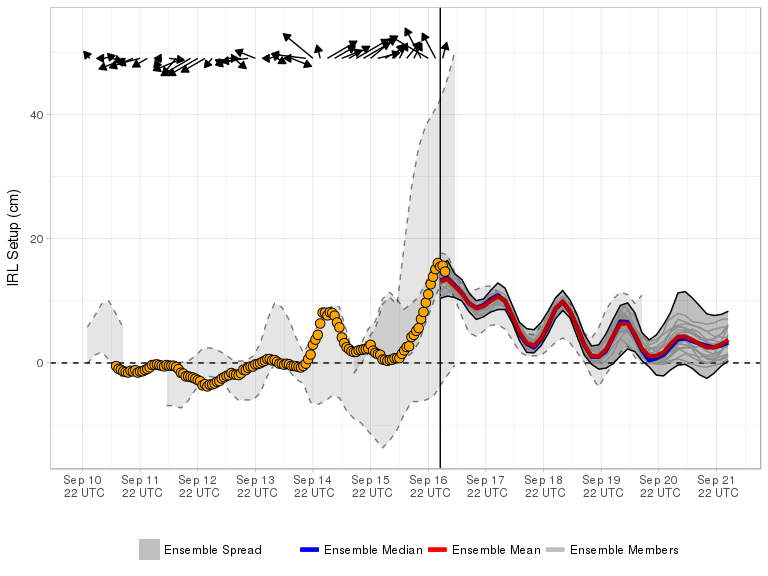 IRL Setup (cm)
40
20
0
Sep 10 Sep 11 Sep 12 Sep 13 Sep 14 Sep 15 Sep 16 Sep 17 Sep 18 Sep 19 Sep 20 Sep 21
22 UTC 22 UTC 22 UTC 22 UTC 22 UTC 22 UTC 22 UTC 22 UTC 22 UTC 22 UTC 22 UTC 22 UTC
Ensemble Spread Ensemble Median Ensemble Mean Ensemble Members